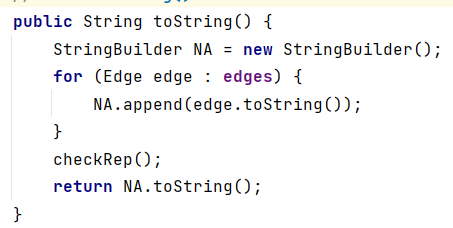 public String toString() {
    StringBuilder NA = new StringBuilder();
    for (Edge edge : edges) {
        NA.append(edge.toString());
    }
    checkRep();
    return NA.toString();
}